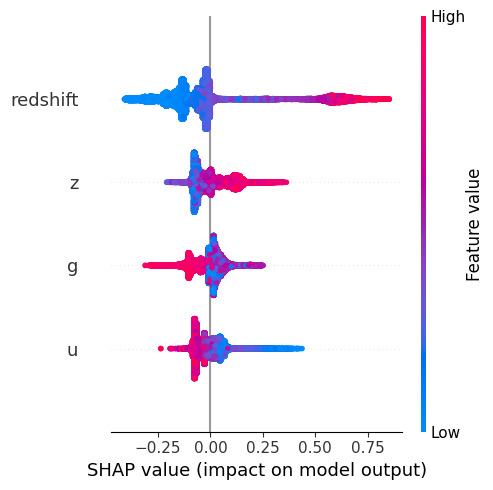 High
redshift
z
g
u
Feature value
Low
−0.25 0.00 0.25 0.50 0.75
SHAP value (impact on model output)